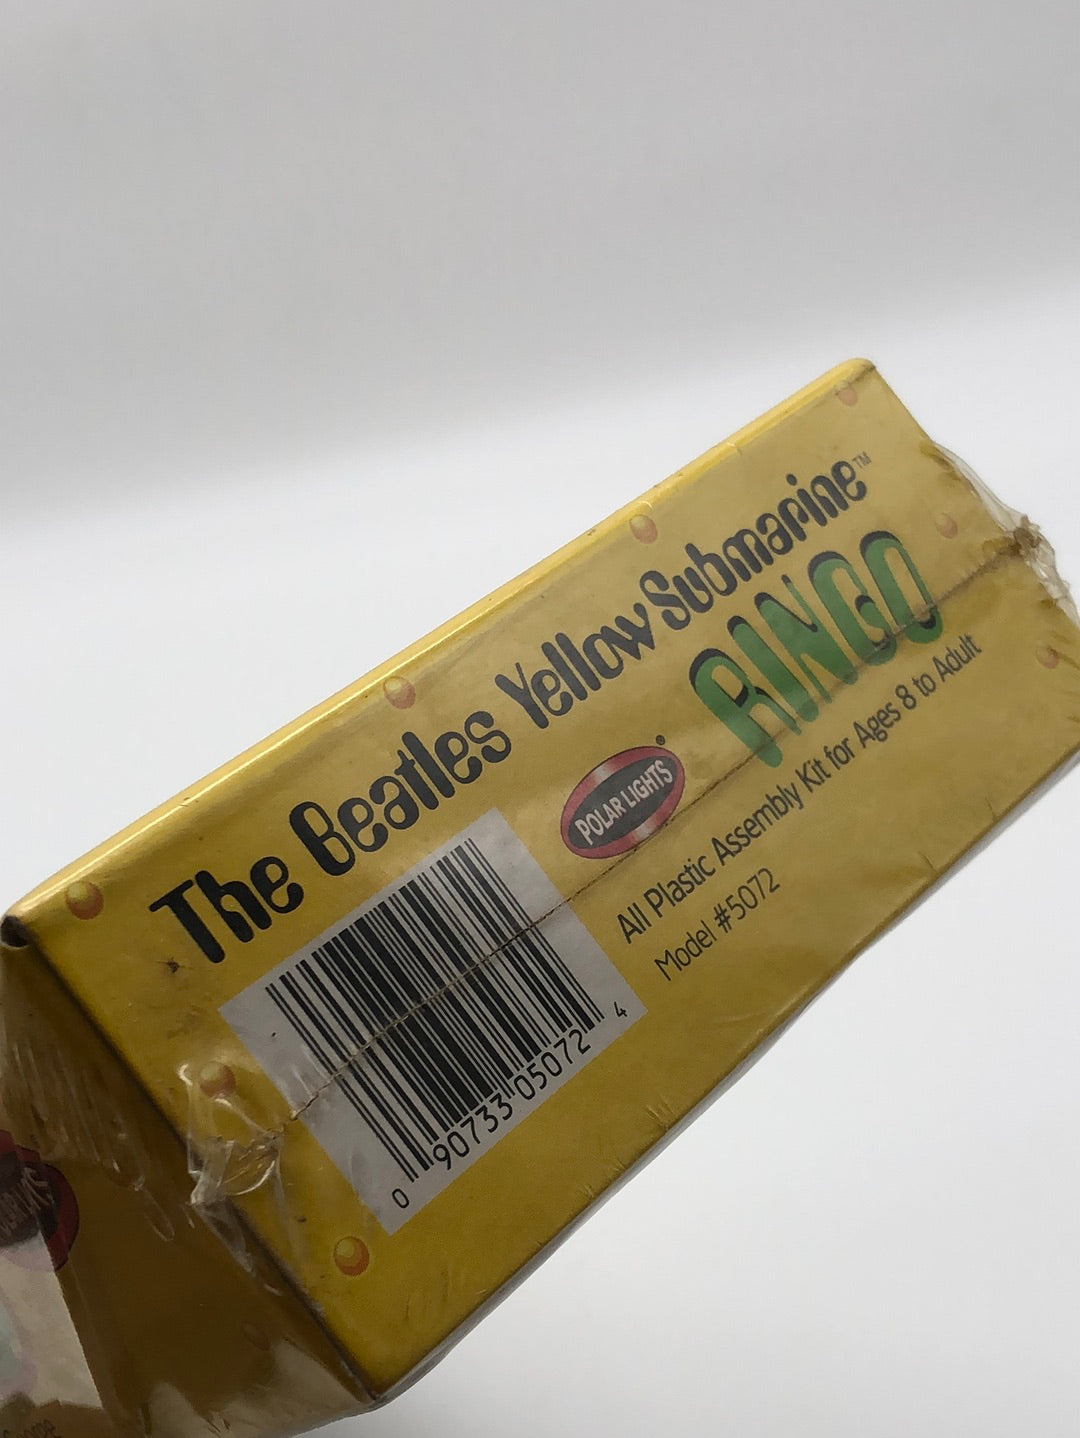 The Beatles Yellow Submarine™
RINGO
POLAR LIGHTS®
All Plastic Assembly Kit for Ages 8 to Adult
Model #5072
0 90733 05072 4